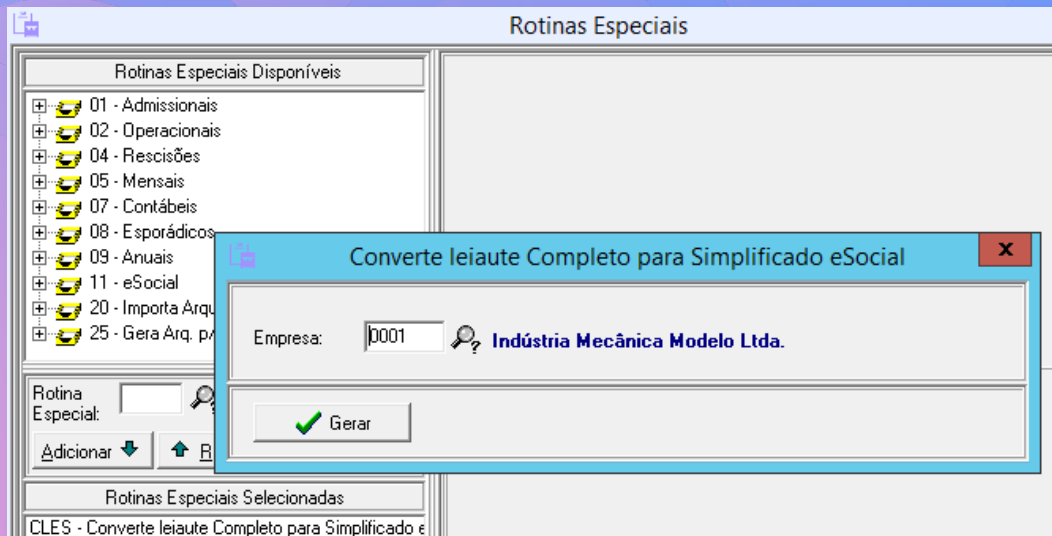 Rotinas Especiais
Rotinas Especiais Disponíveis
01 - Admissionais
02 - Operacionais
04 - Rescisões
05 - Mensais
07 - Contábeis
08 - Esporádicos
09 - Anuais
11 - eSocial
20 - Importa Arqu
25 - Gera Arq. p/
Converte leiaute Completo para Simplificado eSocial
x
Empresa: 0001 Indústria Mecânica Modelo Ltda.
Gerar
Rotina
Especial:
Adicionar R
Rotinas Especiais Selecionadas
CLES - Converte leiaute Completo para Simplificado e